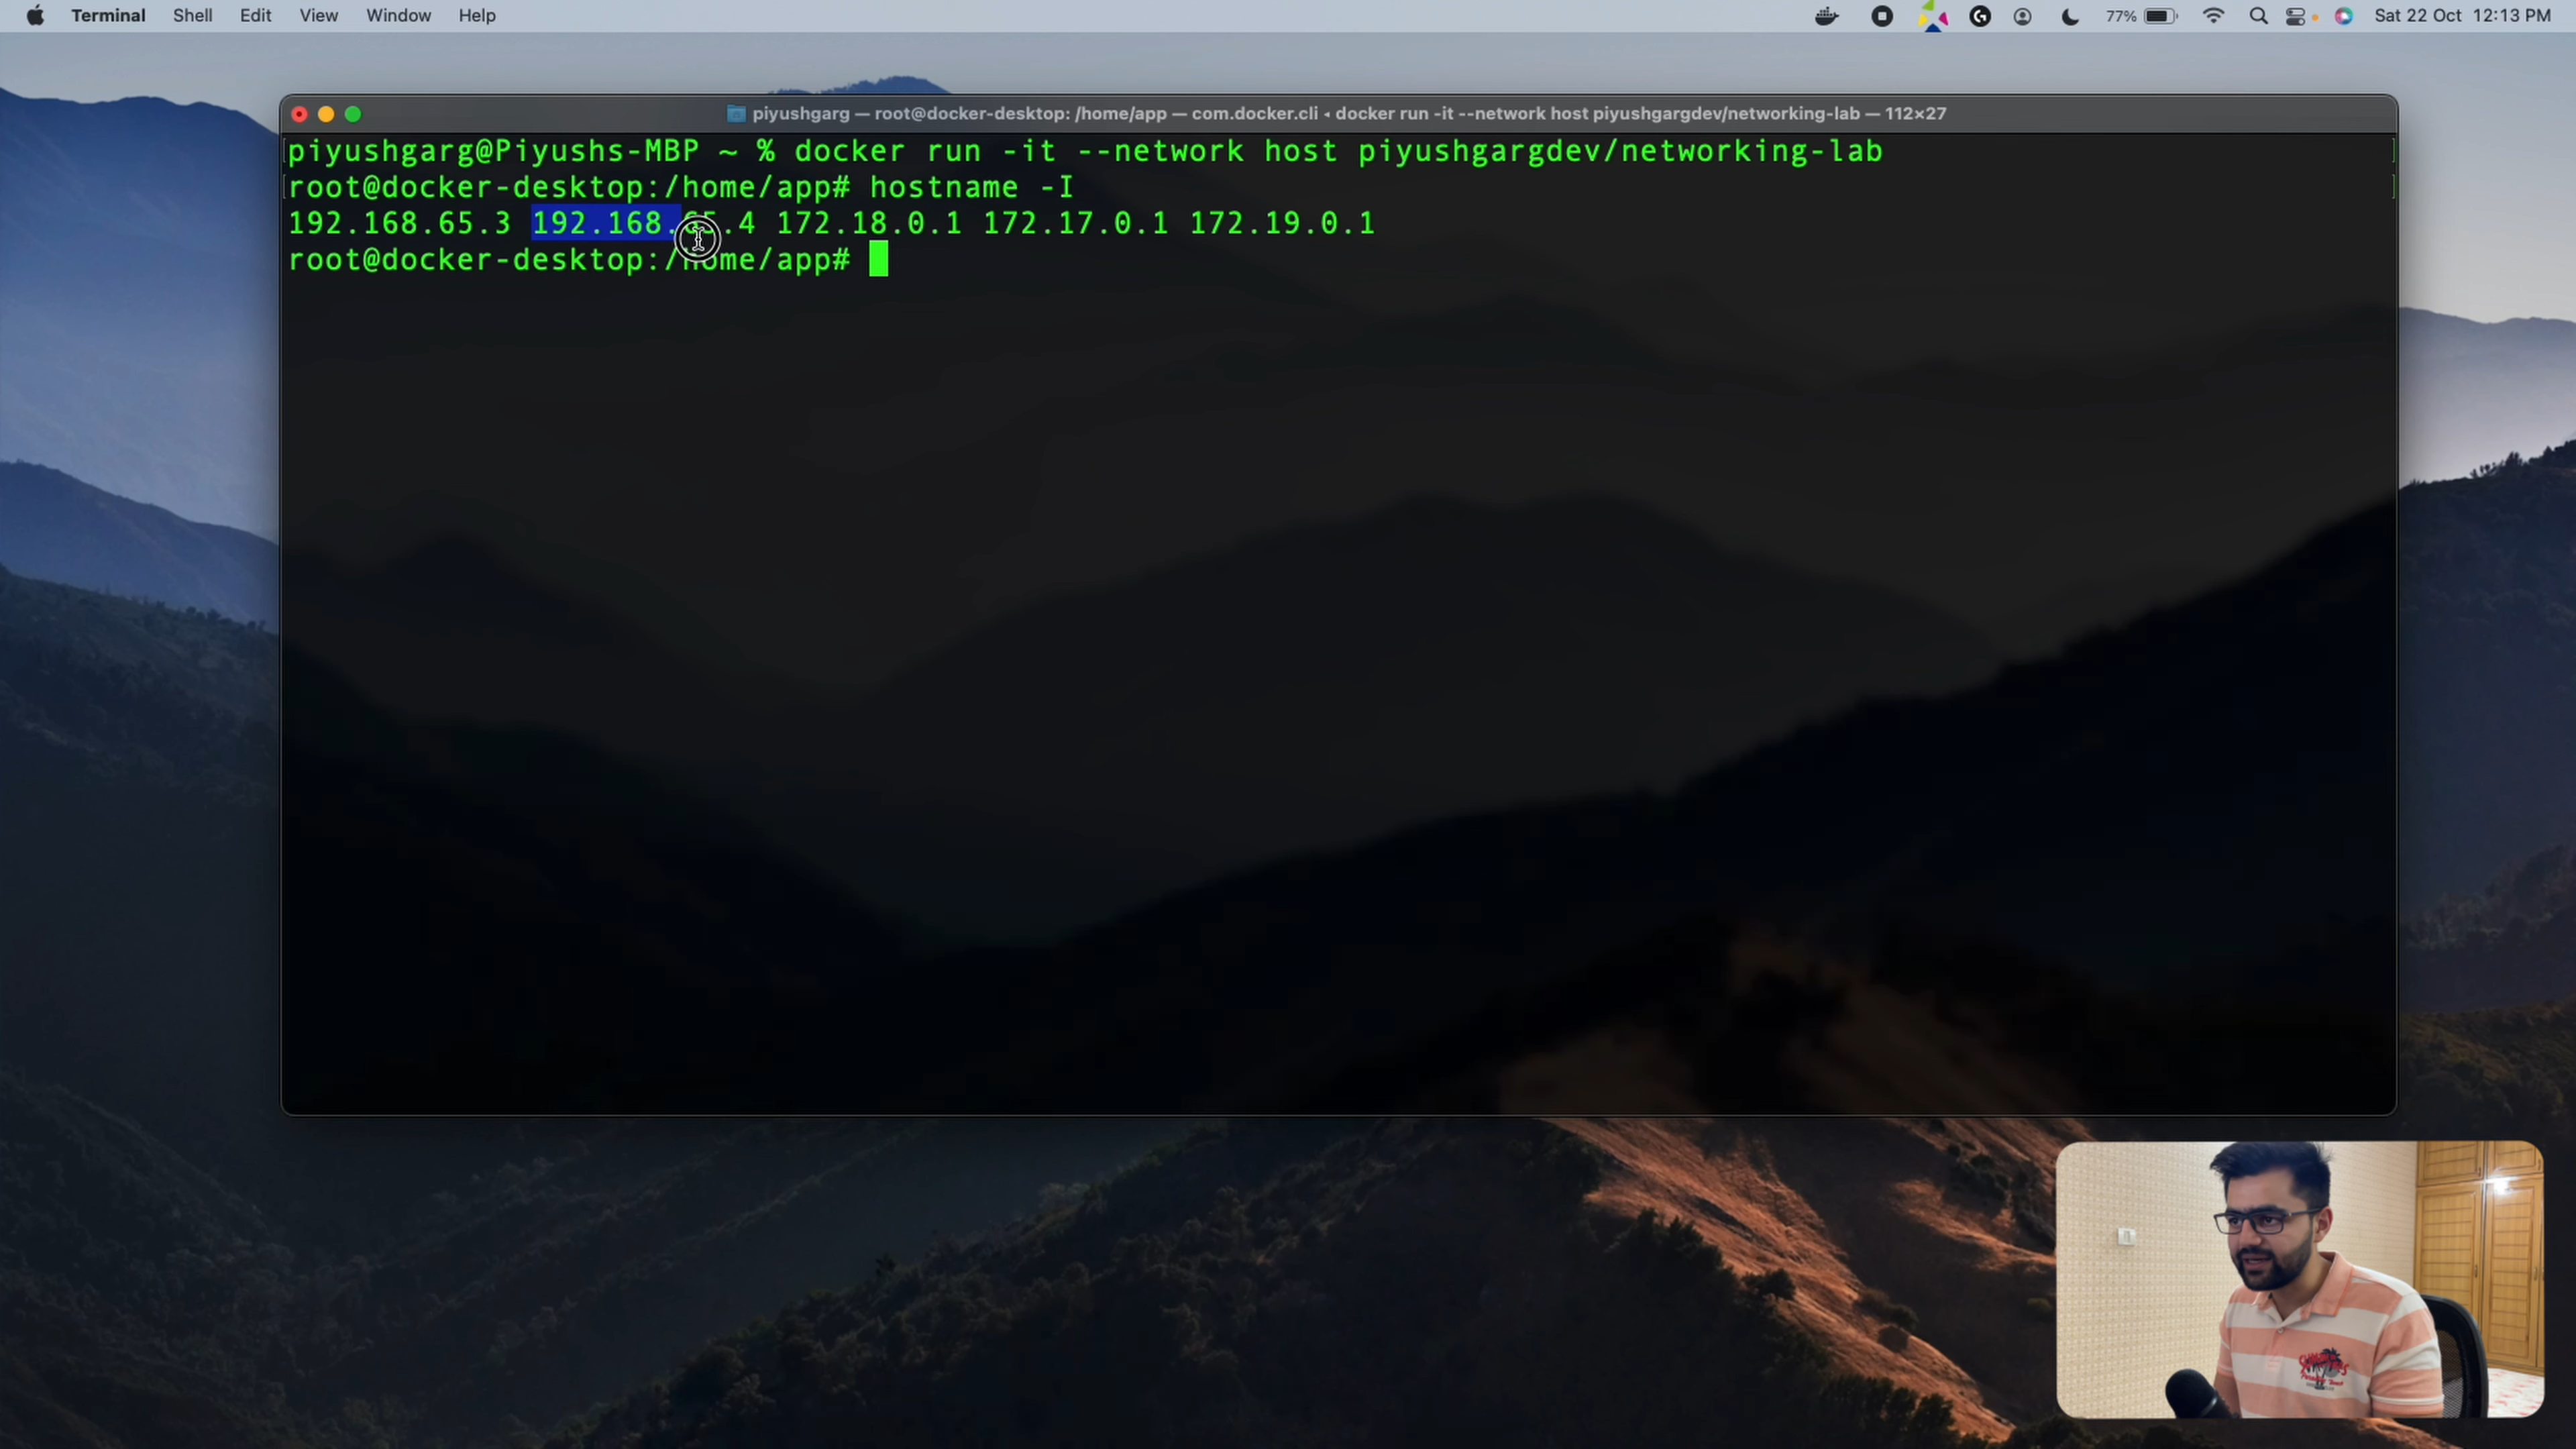 Terminal Shell Edit View Window Help 77% Sat 22 Oct 12:13 PM
piyushgarg — root@docker-desktop: /home/app — com.docker.cli ◂ docker run -it --network host piyushgargdev/networking-lab — 112×27
piyushgarg@Piyushs-MBP ~ % docker run -it --network host piyushgargdev/networking-lab
root@docker-desktop:/home/app# hostname -I
192.168.65.3 192.168.65.4 172.18.0.1 172.17.0.1 172.19.0.1
root@docker-desktop:/home/app#